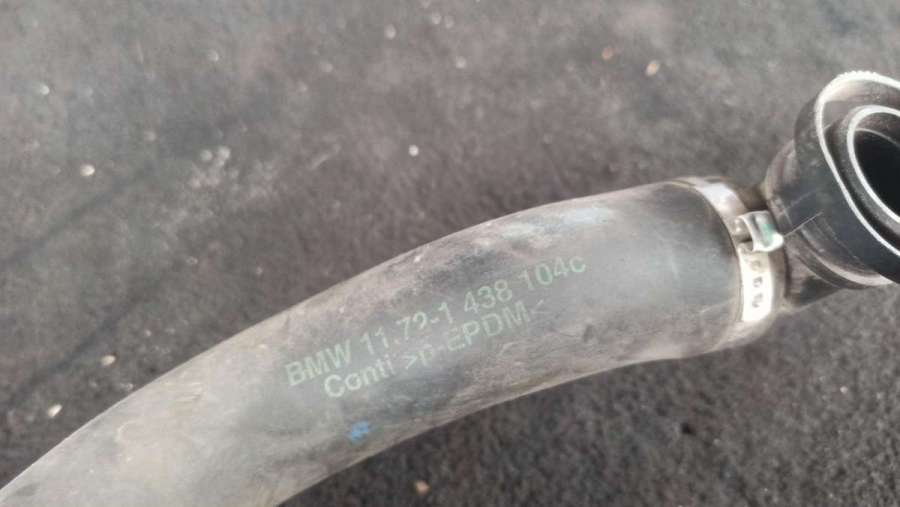 BMW 11.72-1 438 104c
Conti >p-EPDM<